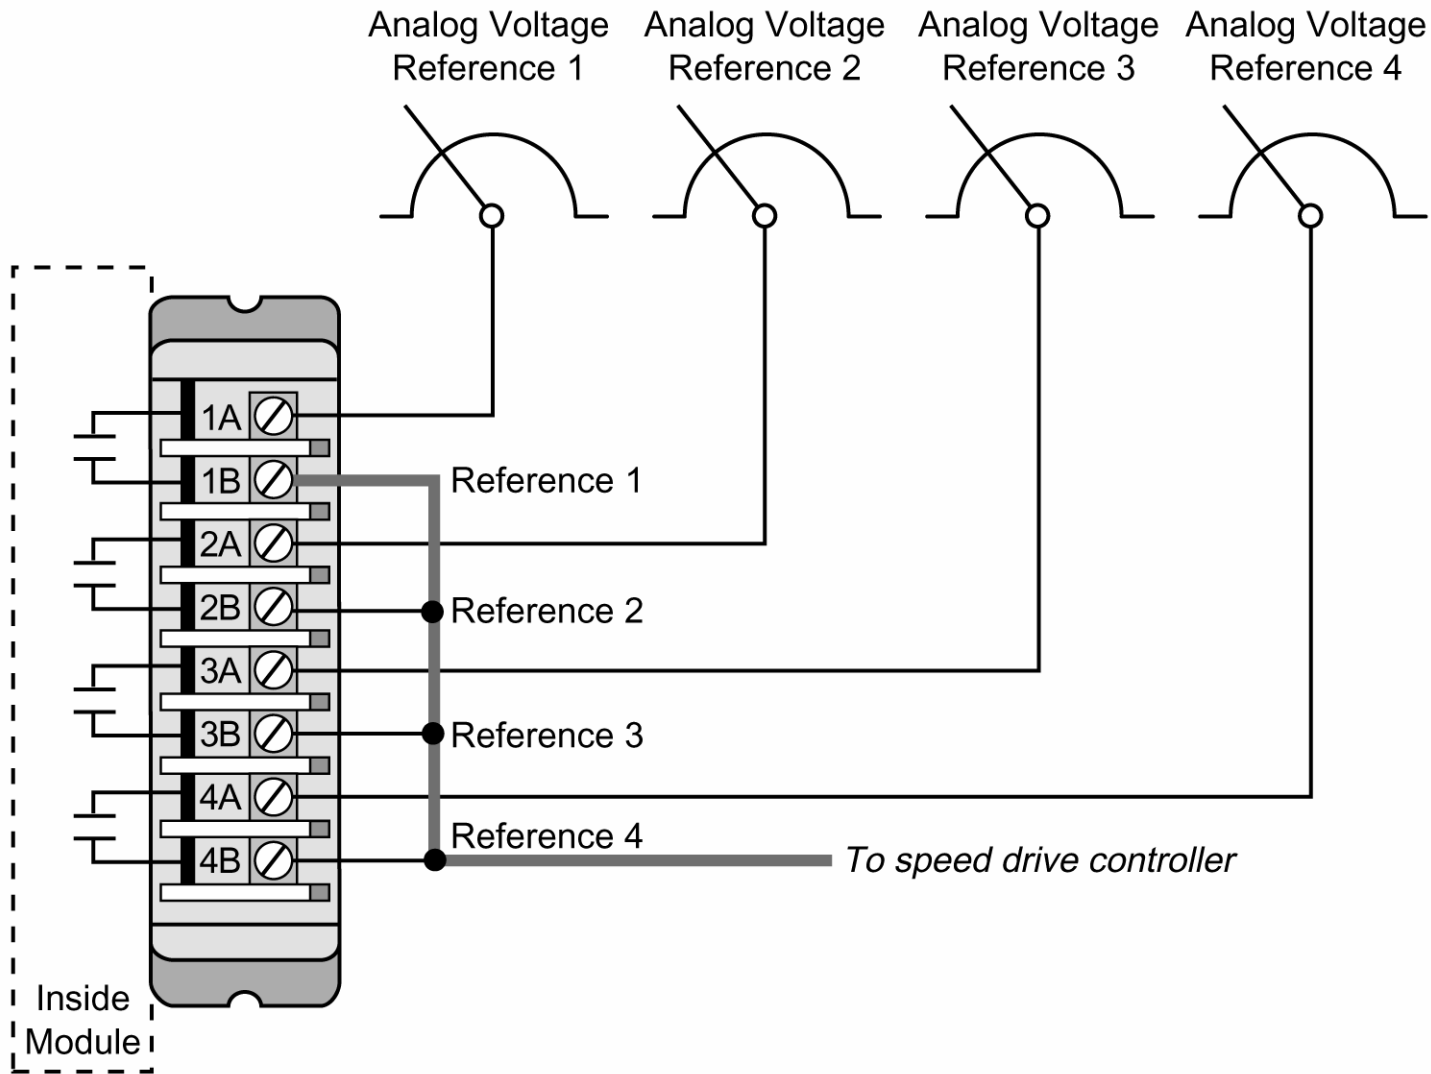 Analog Voltage
Reference 1
Analog Voltage
Reference 2
Analog Voltage
Reference 3
Analog Voltage
Reference 4
1A
1B
Reference 1
2A
2B
Reference 2
3A
3B
Reference 3
4A
Reference 4
4B
To speed drive controller
Inside
Module